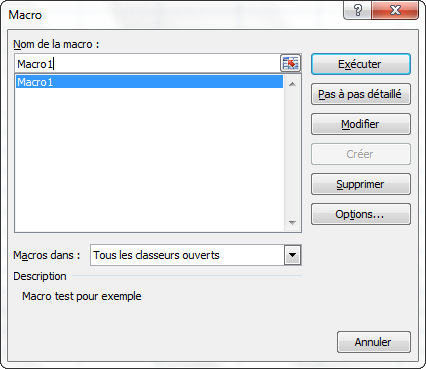 Macro
Nom de la macro :
Macro1
Macro1
Exécuter
Pas à pas détaillé
Modifier
Créer
Supprimer
Options...
Macros dans :
Tous les classeurs ouverts
Description
Macro test pour exemple
Annuler